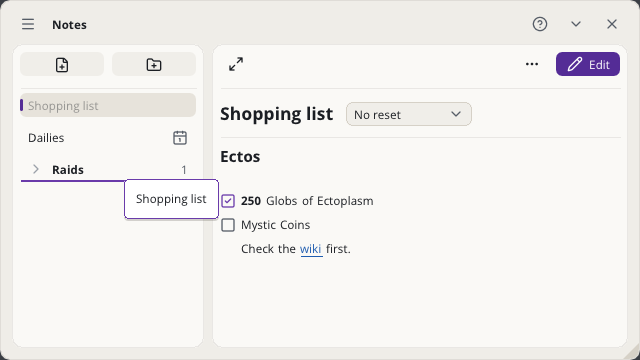 Notes
Edit
Shopping list
Shopping list
No reset
Dailies
Ectos
Raids
1
Shopping list
250 Globs of Ectoplasm
Mystic Coins
Check the wiki first.